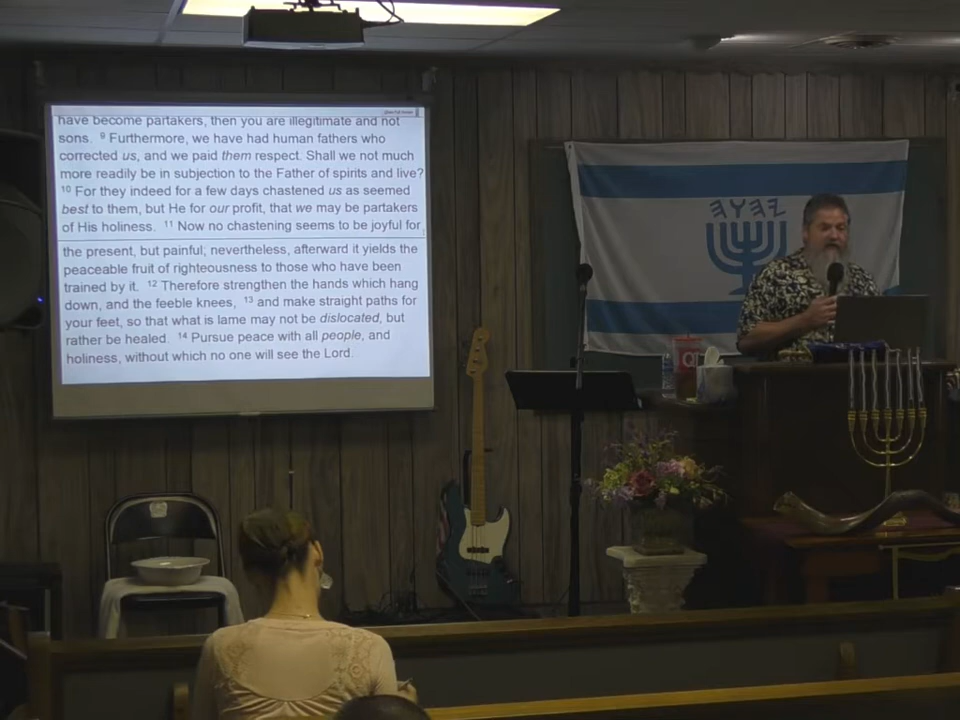 have become partakers, then you are illegitimate and not
sons. 9 Furthermore, we have had human fathers who
corrected us, and we paid them respect. Shall we not much
more readily be in subjection to the Father of spirits and live?
10 For they indeed for a few days chastened us as seemed
best to them, but He for our profit, that we may be partakers
of His holiness. 11 Now no chastening seems to be joyful for
the present, but painful; nevertheless, afterward it yields the
peaceable fruit of righteousness to those who have been
trained by it. 12 Therefore strengthen the hands which hang
down, and the feeble knees, 13 and make straight paths for
your feet, so that what is lame may not be dislocated, but
rather be healed. 14 Pursue peace with all people, and
holiness, without which no one will see the Lord.